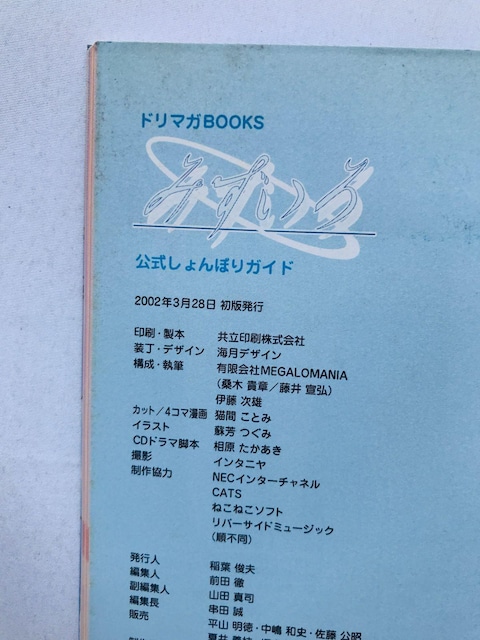 ドリマガBOOKS
みずいろ
公式しょんぼりガイド
2002年3月28日 初版発行
印刷・製本 共立印刷株式会社
装丁・デザイン 海月デザイン
構成・執筆 有限会社MEGALOMANIA
（桑木 貴章／藤井 宣弘）
伊藤 次雄
カット／4コマ漫画 猫間 ことみ
イラスト 蘇芳 つぐみ
CDドラマ脚本 相原 たかあき
撮影 インタニヤ
制作協力 NECインターチャネル
CATS
ねこねこソフト
リバーサイドミュージック
（順不同）
発行人 稲葉 俊夫
編集人 前田 徹
副編集人 山田 真司
編集長 串田 誠
販売 平山 明徳・中嶋 和史・佐藤 公昭